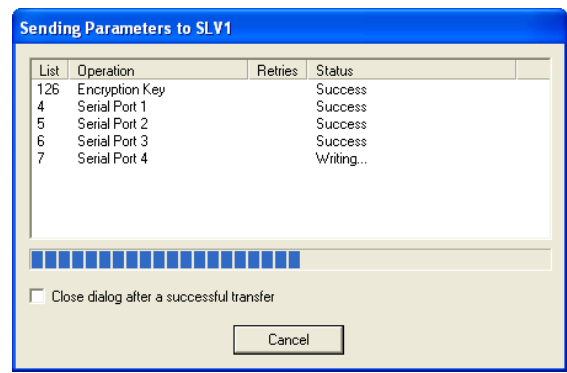 Sending Parameters to SLV1
List Operation Retries Status
126 Encryption Key Success
4 Serial Port 1 Success
5 Serial Port 2 Success
6 Serial Port 3 Success
7 Serial Port 4 Writing...
Close dialog after a successful transfer
Cancel